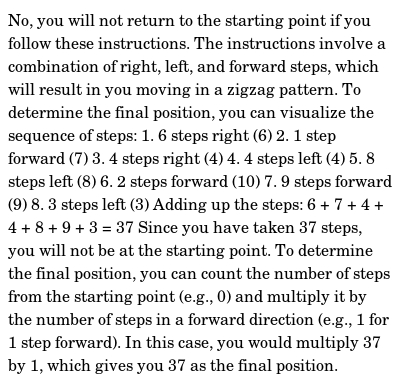 No, you will not return to the starting point if you
follow these instructions. The instructions involve a
combination of right, left, and forward steps, which
will result in you moving in a zigzag pattern. To
determine the final position, you can visualize the
sequence of steps: 1. 6 steps right (6) 2. 1 step
forward (7) 3. 4 steps right (4) 4. 4 steps left (4) 5. 8
steps left (8) 6. 2 steps forward (10) 7. 9 steps forward
(9) 8. 3 steps left (3) Adding up the steps: 6 + 7 + 4 +
4 + 8 + 9 + 3 = 37 Since you have taken 37 steps,
you will not be at the starting point. To determine
the final position, you can count the number of steps
from the starting point (e.g., 0) and multiply it by
the number of steps in a forward direction (e.g., 1 for
1 step forward). In this case, you would multiply 37
by 1, which gives you 37 as the final position.